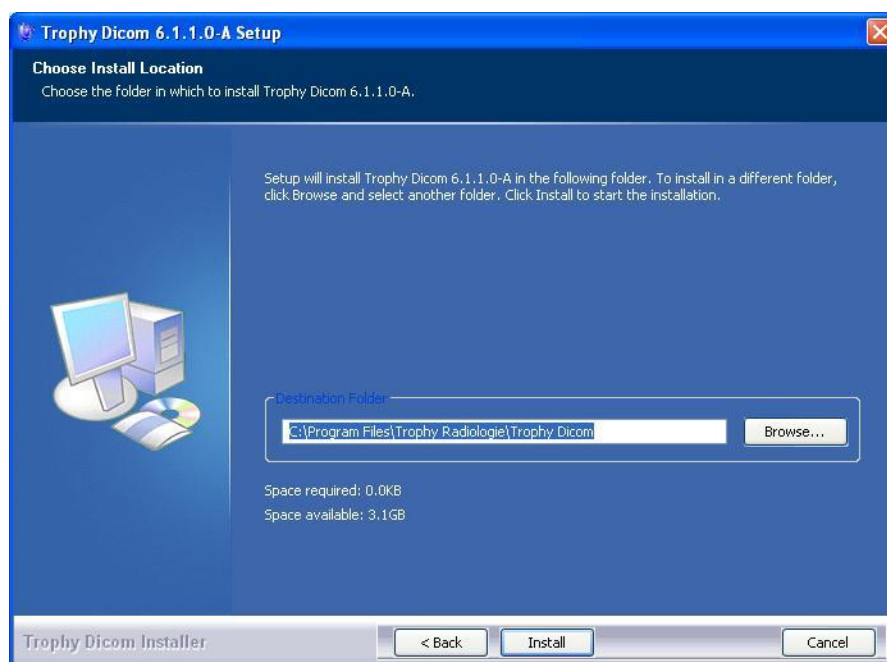 Trophy Dicom 6.1.1.0-A Setup
Choose Install Location
Choose the folder in which to install Trophy Dicom 6.1.1.0-A.
Setup will install Trophy Dicom 6.1.1.0-A in the following folder. To install in a different folder,
click Browse and select another folder. Click Install to start the installation.
Destination Folder
C:\Program Files\Trophy Radiologie\Trophy Dicom
Browse...
Space required: 0.0KB
Space available: 3.1GB
Trophy Dicom Installer
< Back
Install
Cancel